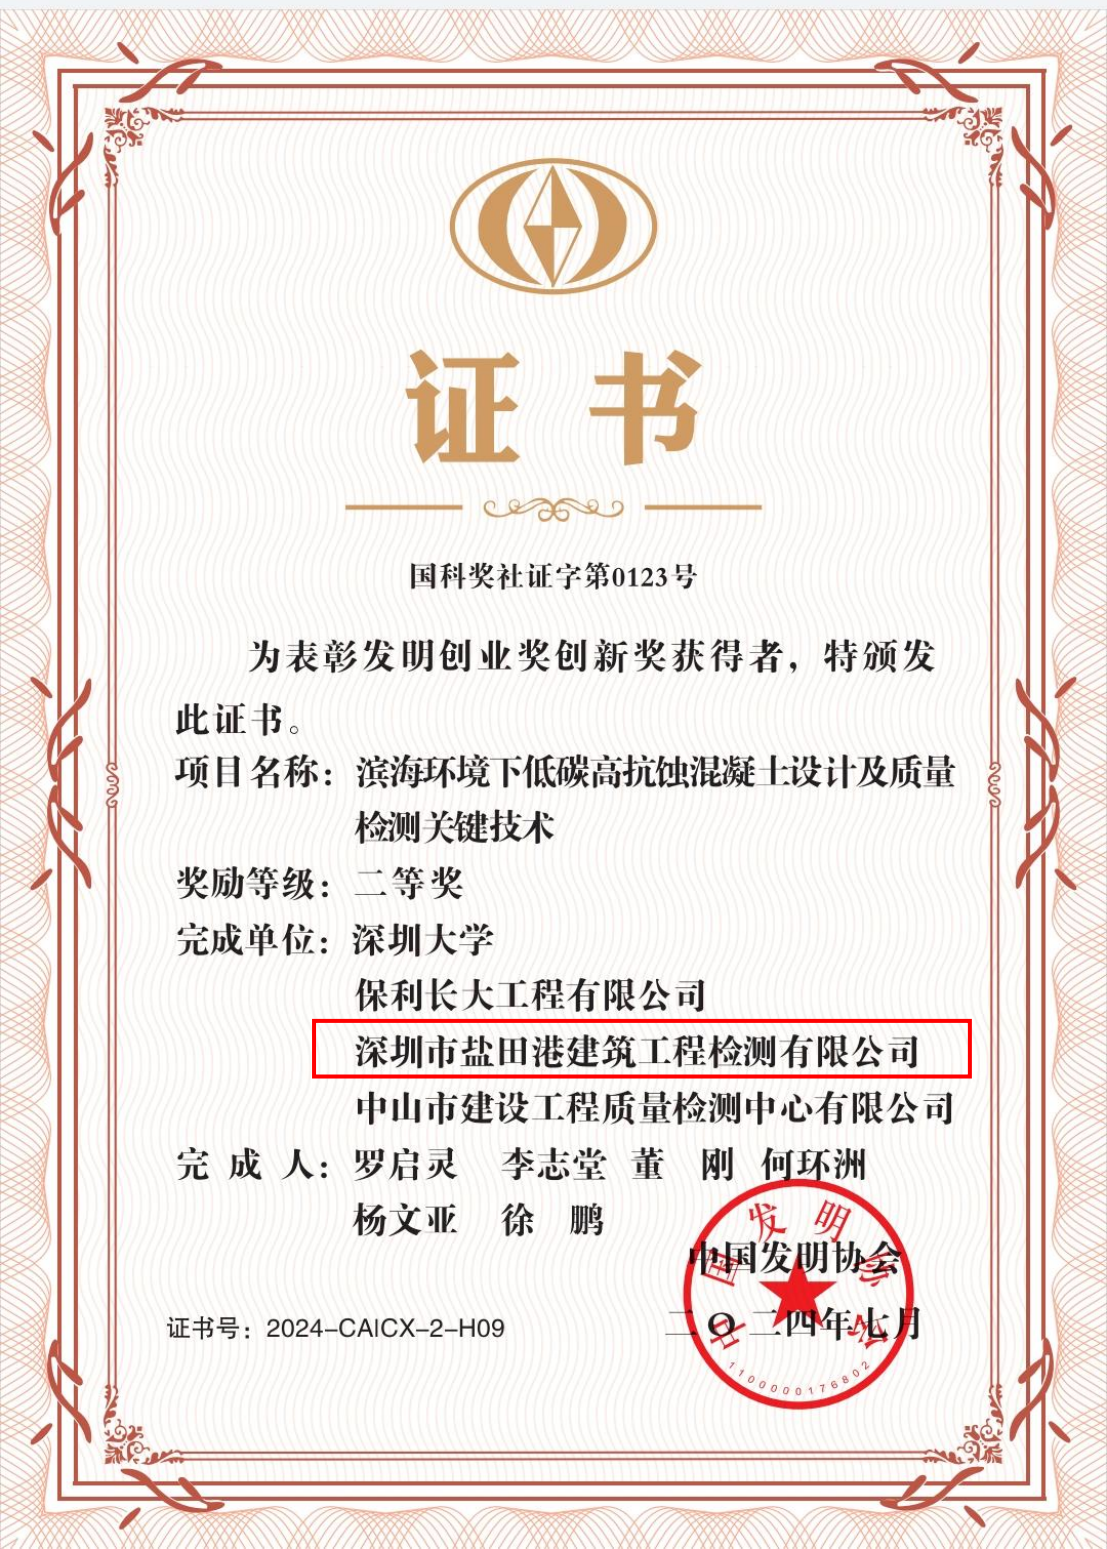 证书
国科奖社证字第0123号
为表彰发明创业奖创新奖获得者，特颁发
此证书。
项目名称：滨海环境下低碳高抗蚀混凝土设计及质量
检测关键技术
奖励等级：二等奖
完成单位：深圳大学
保利长大工程有限公司
深圳市盐田港建筑工程检测有限公司
中山市建设工程质量检测中心有限公司
完成人：罗启灵 李志堂 董刚 何环洲
杨文亚 徐鹏
中国发明协会
二〇二四年七月
证书号：2024-CAICX-2-H09
中国发明协会
1100000176802